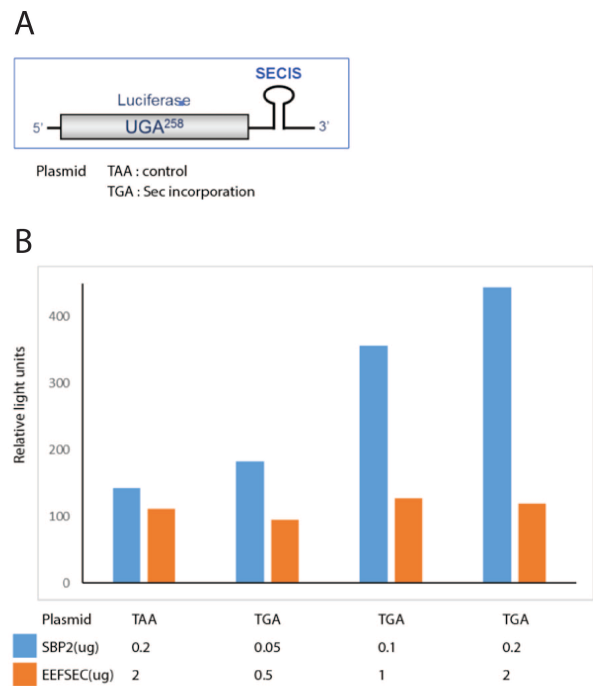 A
SECIS
Luciferase
5' UGA²⁵⁸ 3'
Plasmid TAA : control
TGA : Sec incorporation
B
Relative light units
400
300
200
100
0
Plasmid TAA TGA TGA TGA
SBP2(ug) 0.2 0.05 0.1 0.2
EEFSEC(ug) 2 0.5 1 2